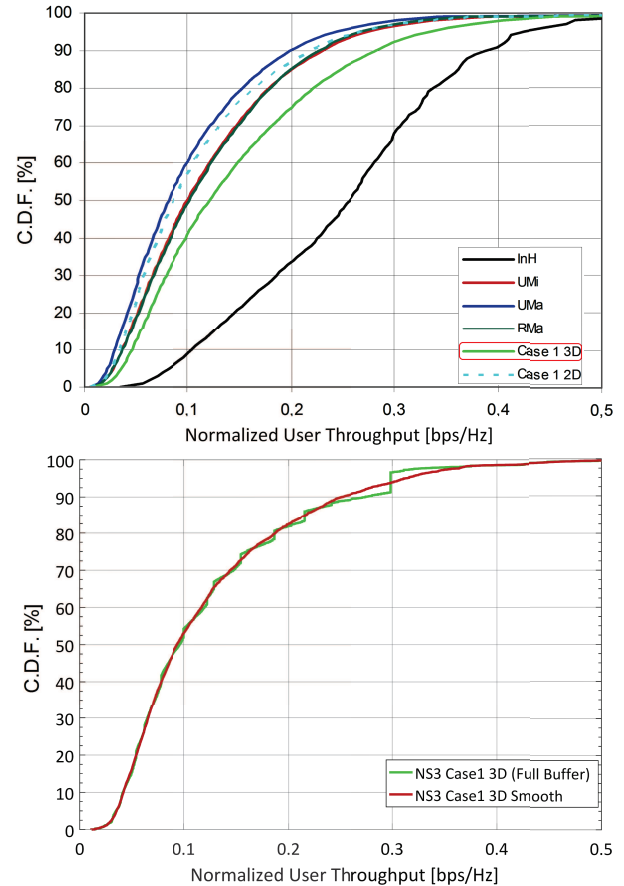 100
90
80
70
60
50
40
30
20
10
0
C.D.F. [%]
InH
UMi
UMa
RMa
Case 1 3D
Case 1 2D
0 0,1 0,2 0,3 0,4 0,5
Normalized User Throughput [bps/Hz]
100
90
80
70
60
50
40
30
20
10
0
C.D.F. [%]
NS3 Case1 3D (Full Buffer)
NS3 Case1 3D Smooth
0 0.1 0.2 0.3 0.4 0.5
Normalized User Throughput [bps/Hz]